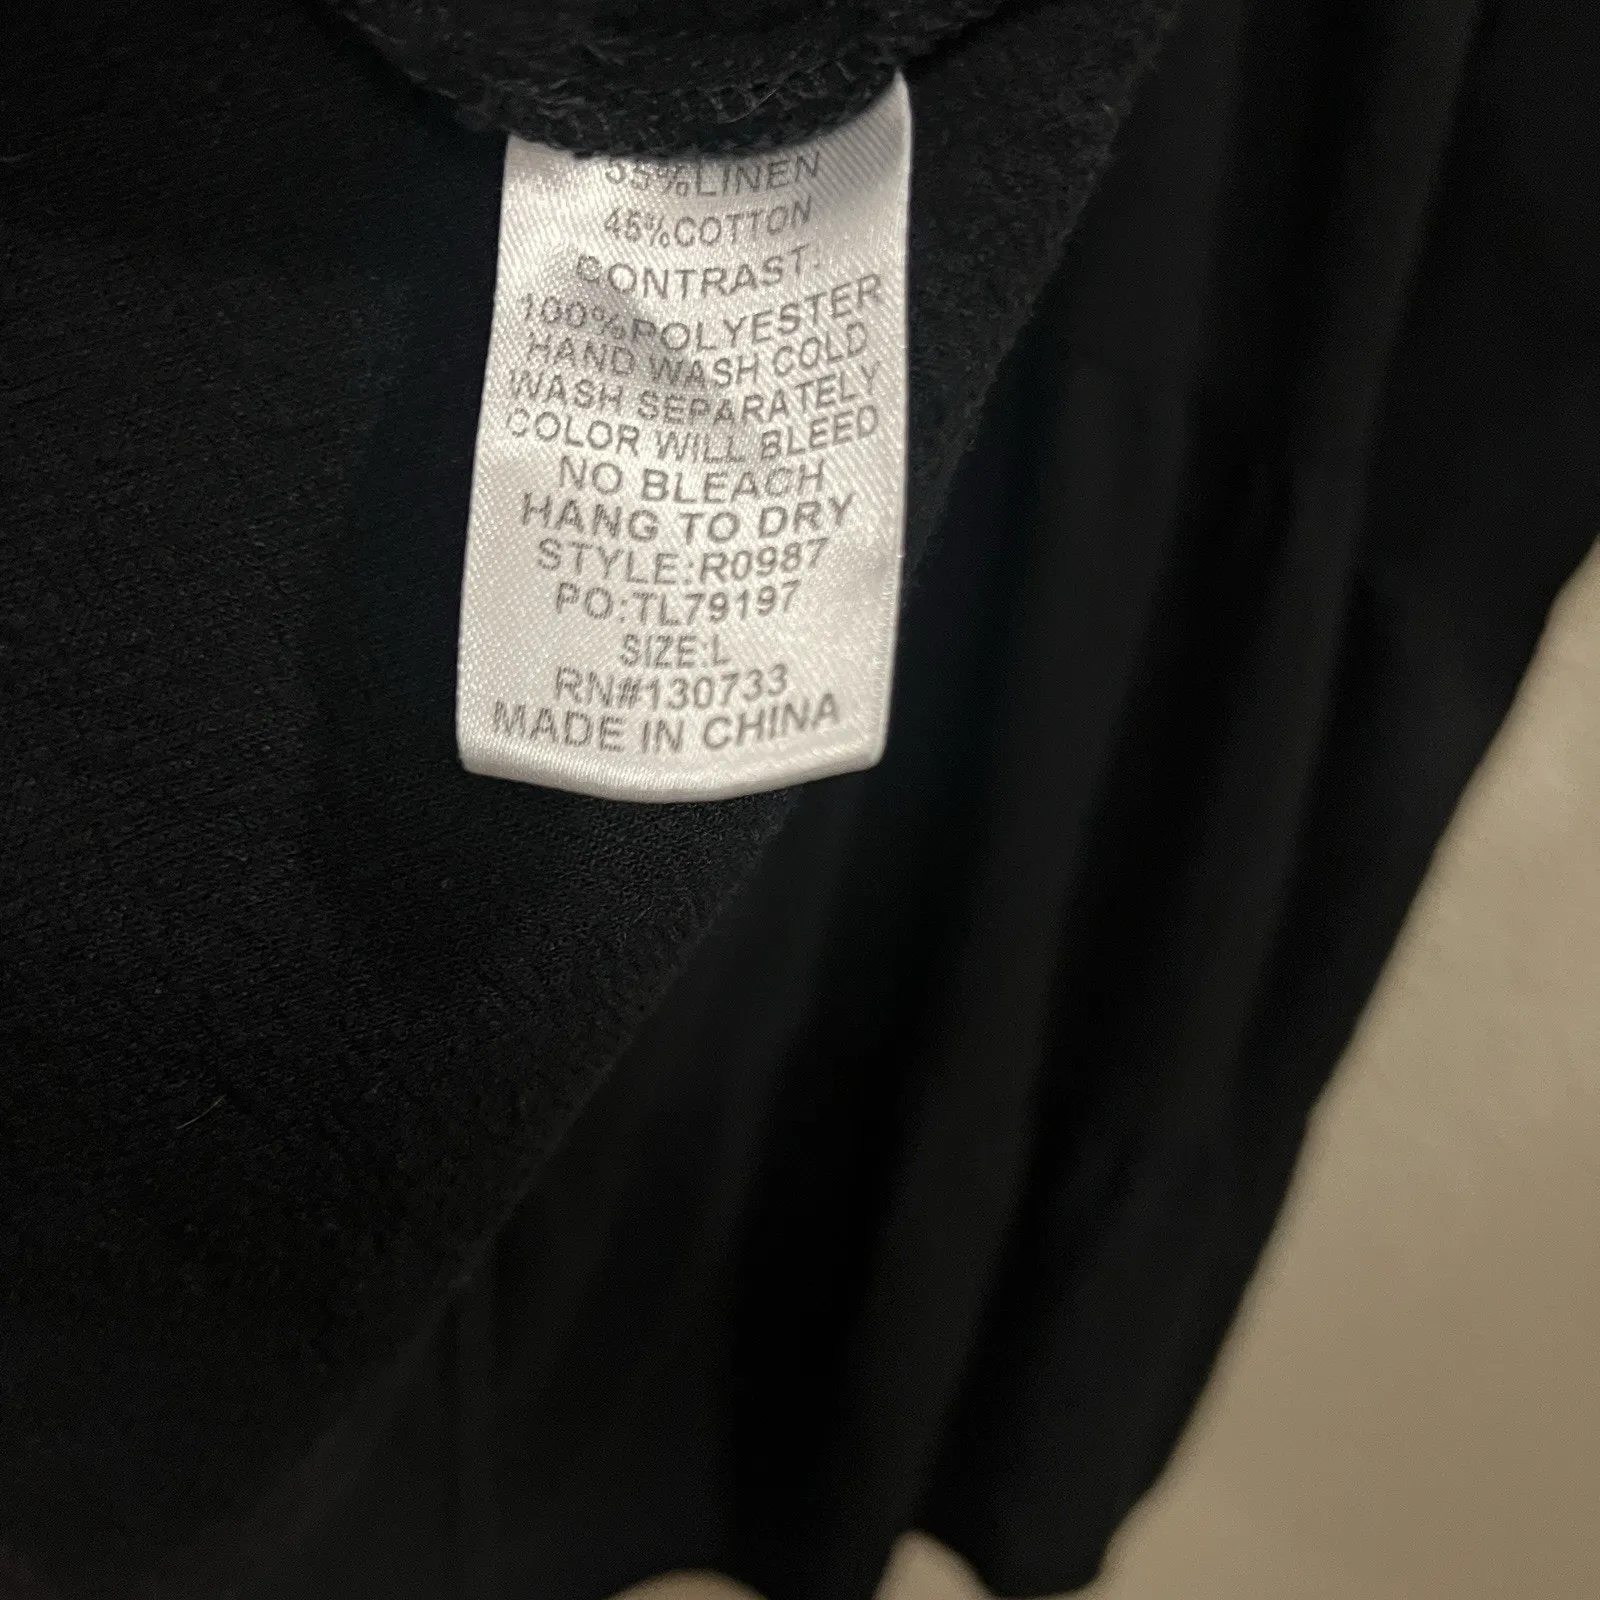 55%LINEN
45%COTTON
CONTRAST:
100%POLYESTER
HAND WASH COLD
WASH SEPARATELY
COLOR WILL BLEED
NO BLEACH
HANG TO DRY
STYLE:R0987
PO:TL79197
SIZE:L
RN#130733
MADE IN CHINA